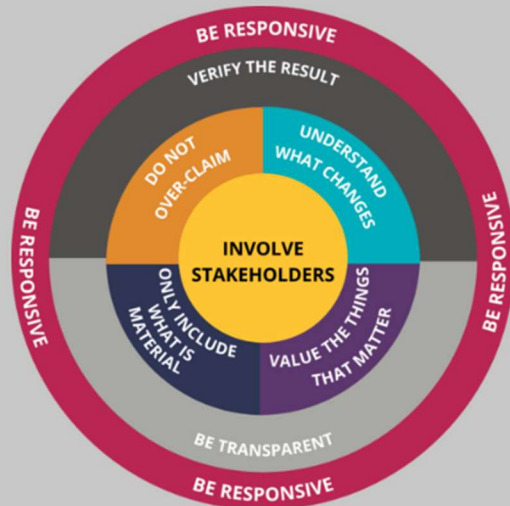 BE RESPONSIVE
VERIFY THE RESULT
DO NOT
OVER-CLAIM
UNDERSTAND
WHAT CHANGES
BE RESPONSIVE
INVOLVE
STAKEHOLDERS
BE RESPONSIVE
ONLY INCLUDE
WHAT IS
MATERIAL
VALUE THE THINGS
THAT MATTER
BE TRANSPARENT
BE RESPONSIVE